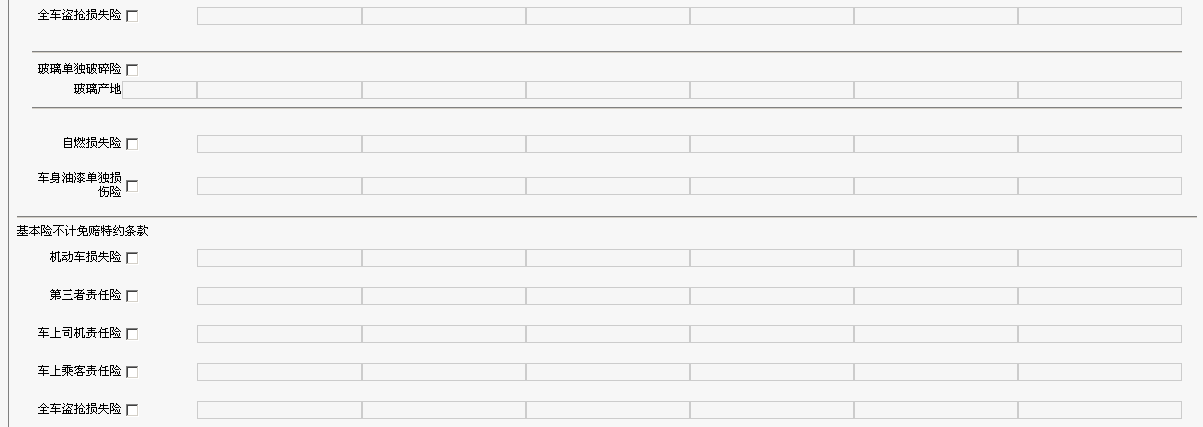 全车盗抢损失险
玻璃单独破碎险
玻璃产地
自燃损失险
车身油漆单独损
伤险
基本险不计免赔特约条款
机动车损失险
第三者责任险
车上司机责任险
车上乘客责任险
全车盗抢损失险